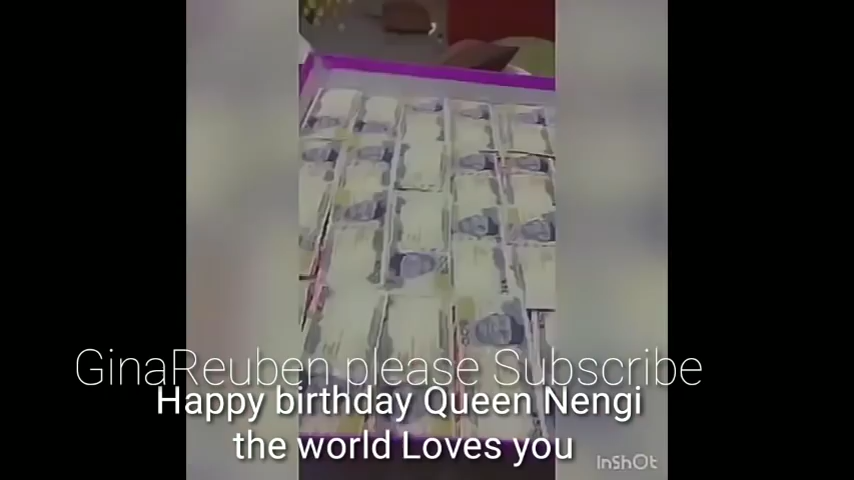 GinaReuben please Subscribe
Happy birthday Queen Nengi
the world Loves you
InShOt